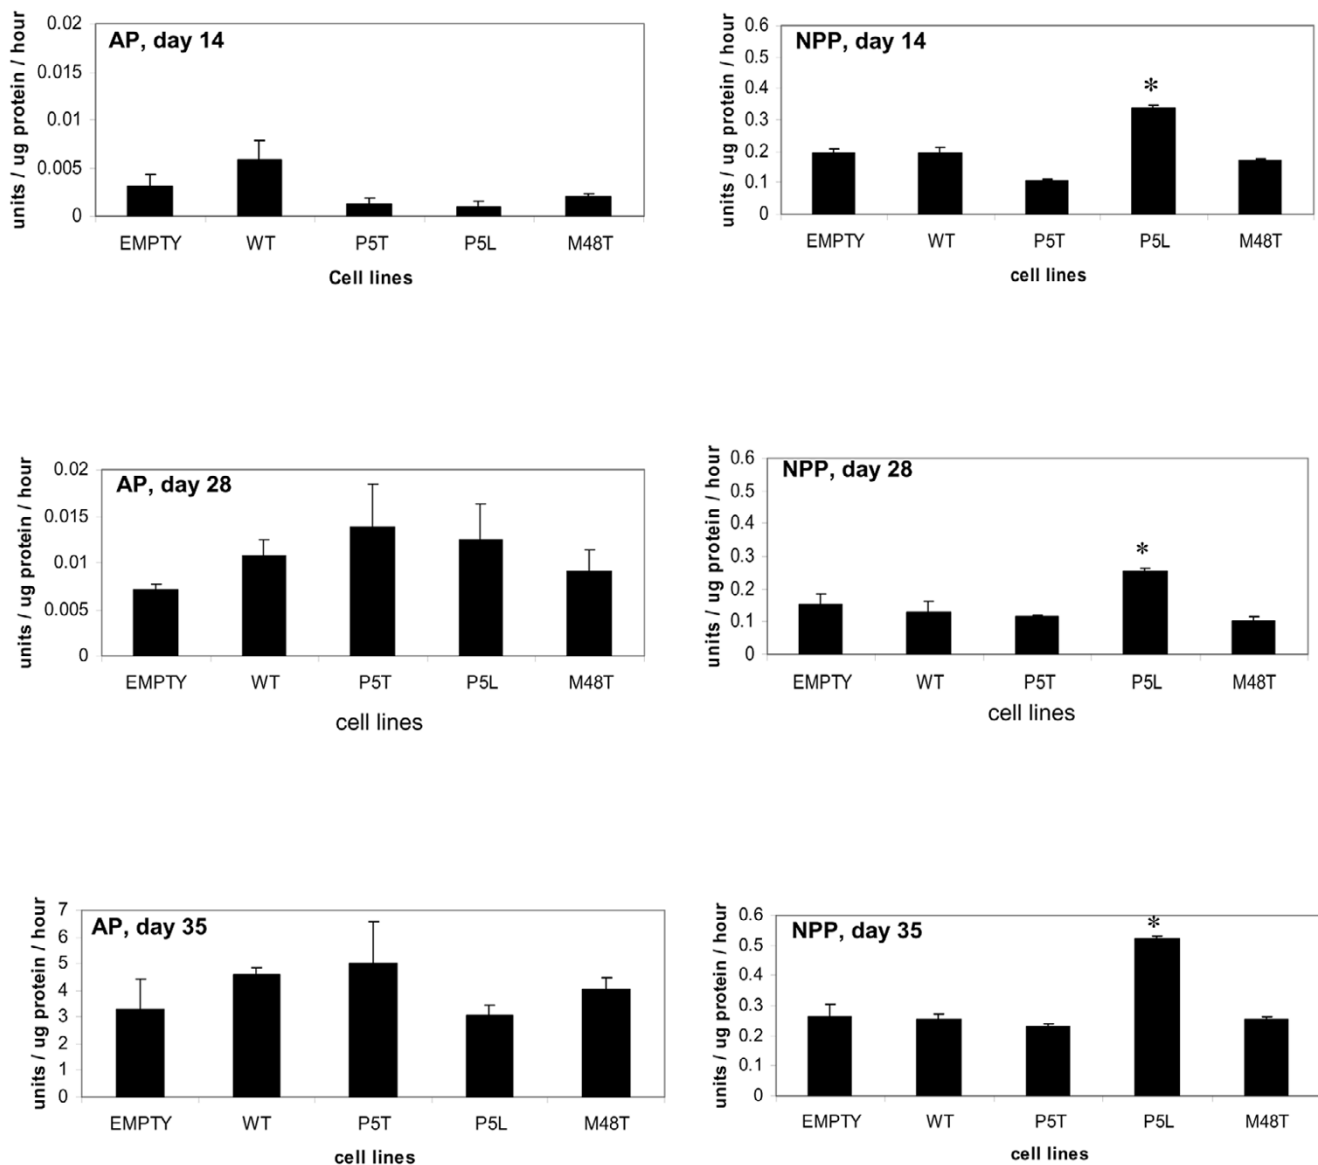 AP, day 14
units / ug protein / hour
0.02
0.015
0.01
0.005
0
EMPTY WT P5T P5L M48T
Cell lines
NPP, day 14
units / ug protein / hour
0.6
0.5
0.4
0.3
0.2
0.1
0
*
EMPTY WT P5T P5L M48T
cell lines
AP, day 28
units / ug protein / hour
0.02
0.015
0.01
0.005
0
EMPTY WT P5T P5L M48T
cell lines
NPP, day 28
units / ug protein / hour
0.6
0.5
0.4
0.3
0.2
0.1
0
*
EMPTY WT P5T P5L M48T
cell lines
AP, day 35
units / ug protein / hour
7
6
5
4
3
2
1
0
EMPTY WT P5T P5L M48T
cell lines
NPP, day 35
units / ug protein / hour
0.6
0.5
0.4
0.3
0.2
0.1
0
*
EMPTY WT P5T P5L M48T
cell lines